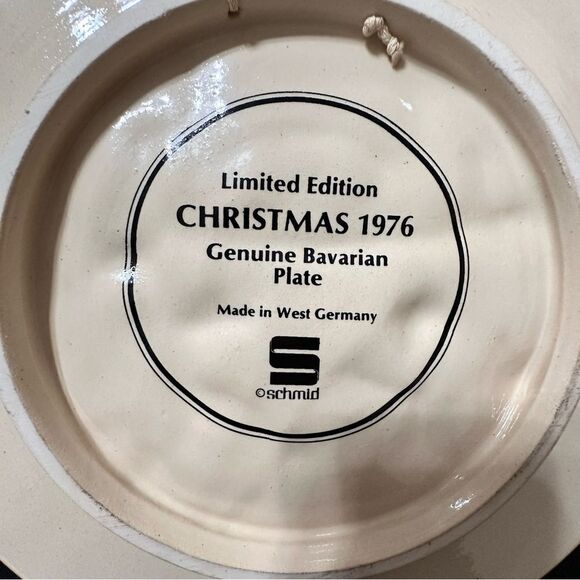 Limited Edition
CHRISTMAS 1976
Genuine Bavarian
Plate
Made in West Germany
S
©schmid